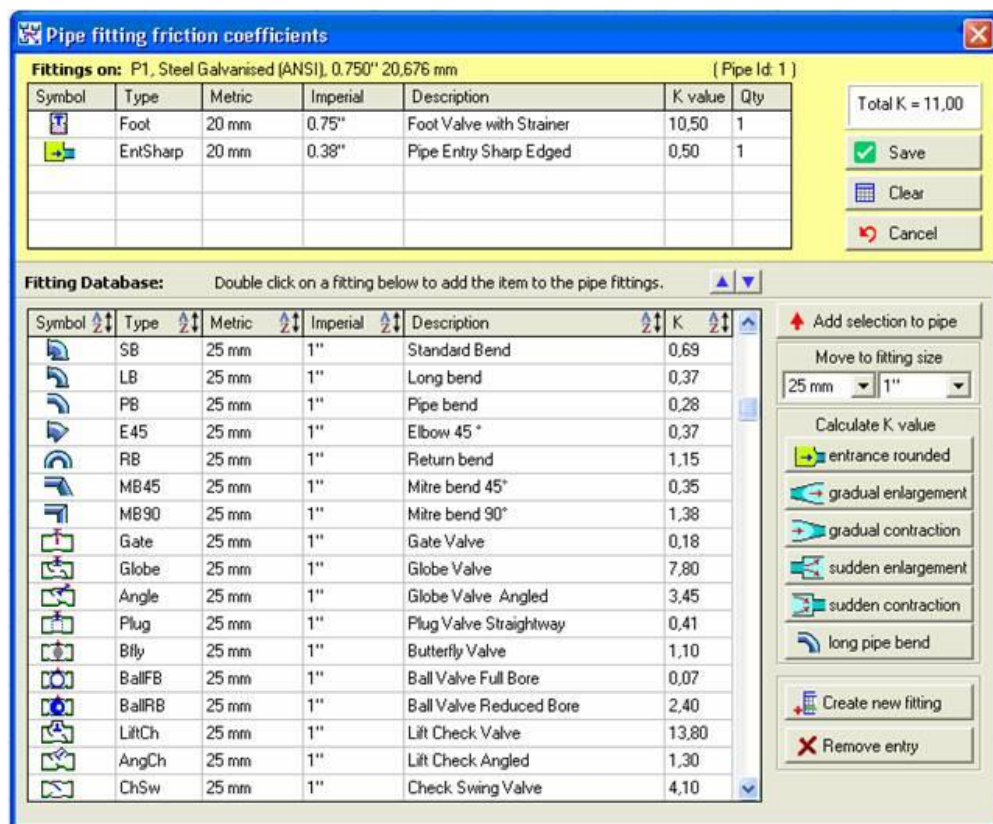 Pipe fitting friction coefficients
Fittings on: P1, Steel Galvanised (ANSI), 0.750" 20,676 mm ( Pipe Id: 1 )
Symbol Type Metric Imperial Description K value Qty
Foot 20 mm 0.75" Foot Valve with Strainer 10,50 1
EntSharp 20 mm 0.38" Pipe Entry Sharp Edged 0,50 1
Total K = 11,00
Save
Clear
Cancel
Fitting Database: Double click on a fitting below to add the item to the pipe fittings.
Symbol Type Metric Imperial Description K
SB 25 mm 1" Standard Bend 0,69
LB 25 mm 1" Long bend 0,37
PB 25 mm 1" Pipe bend 0,28
E45 25 mm 1" Elbow 45 ° 0,37
RB 25 mm 1" Return bend 1,15
MB45 25 mm 1" Mitre bend 45° 0,35
MB90 25 mm 1" Mitre bend 90° 1,38
Gate 25 mm 1" Gate Valve 0,18
Globe 25 mm 1" Globe Valve 7,80
Angle 25 mm 1" Globe Valve Angled 3,45
Plug 25 mm 1" Plug Valve Straightway 0,41
Bfly 25 mm 1" Butterfly Valve 1,10
BallFB 25 mm 1" Ball Valve Full Bore 0,07
BallRB 25 mm 1" Ball Valve Reduced Bore 2,40
LiftCh 25 mm 1" Lift Check Valve 13,80
AngCh 25 mm 1" Lift Check Angled 1,30
ChSw 25 mm 1" Check Swing Valve 4,10
Add selection to pipe
Move to fitting size
25 mm 1"
Calculate K value
entrance rounded
gradual enlargement
gradual contraction
sudden enlargement
sudden contraction
long pipe bend
Create new fitting
Remove entry